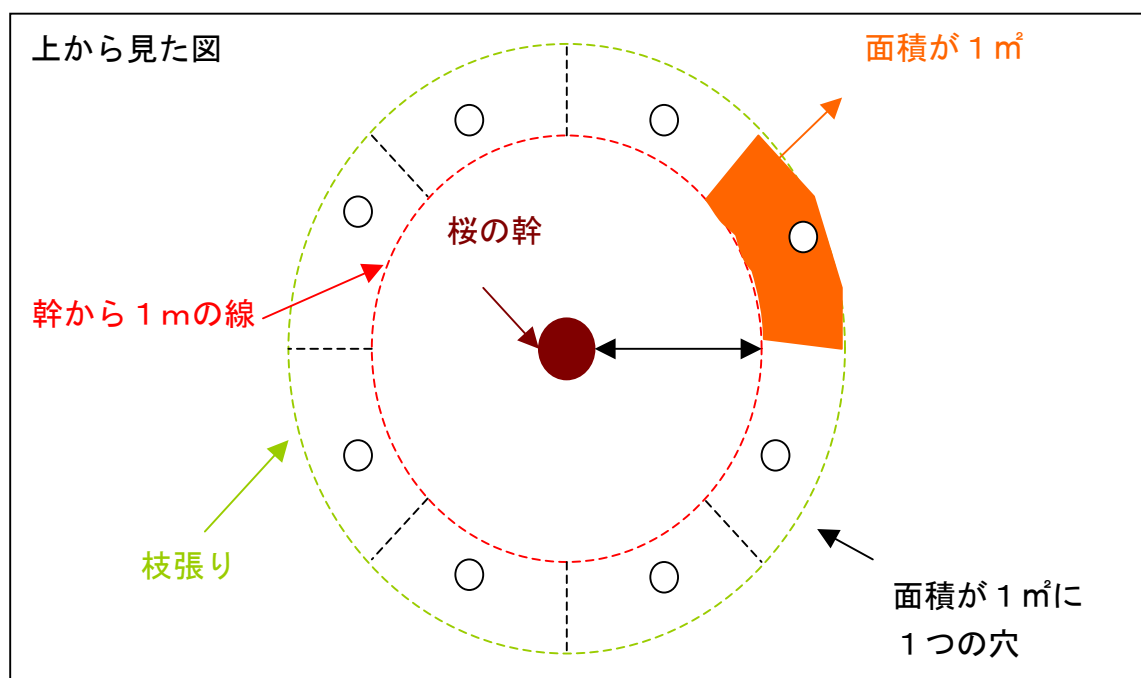 上から見た図
面積が１㎡
桜の幹
幹から１ｍの線
枝張り
面積が１㎡に
１つの穴